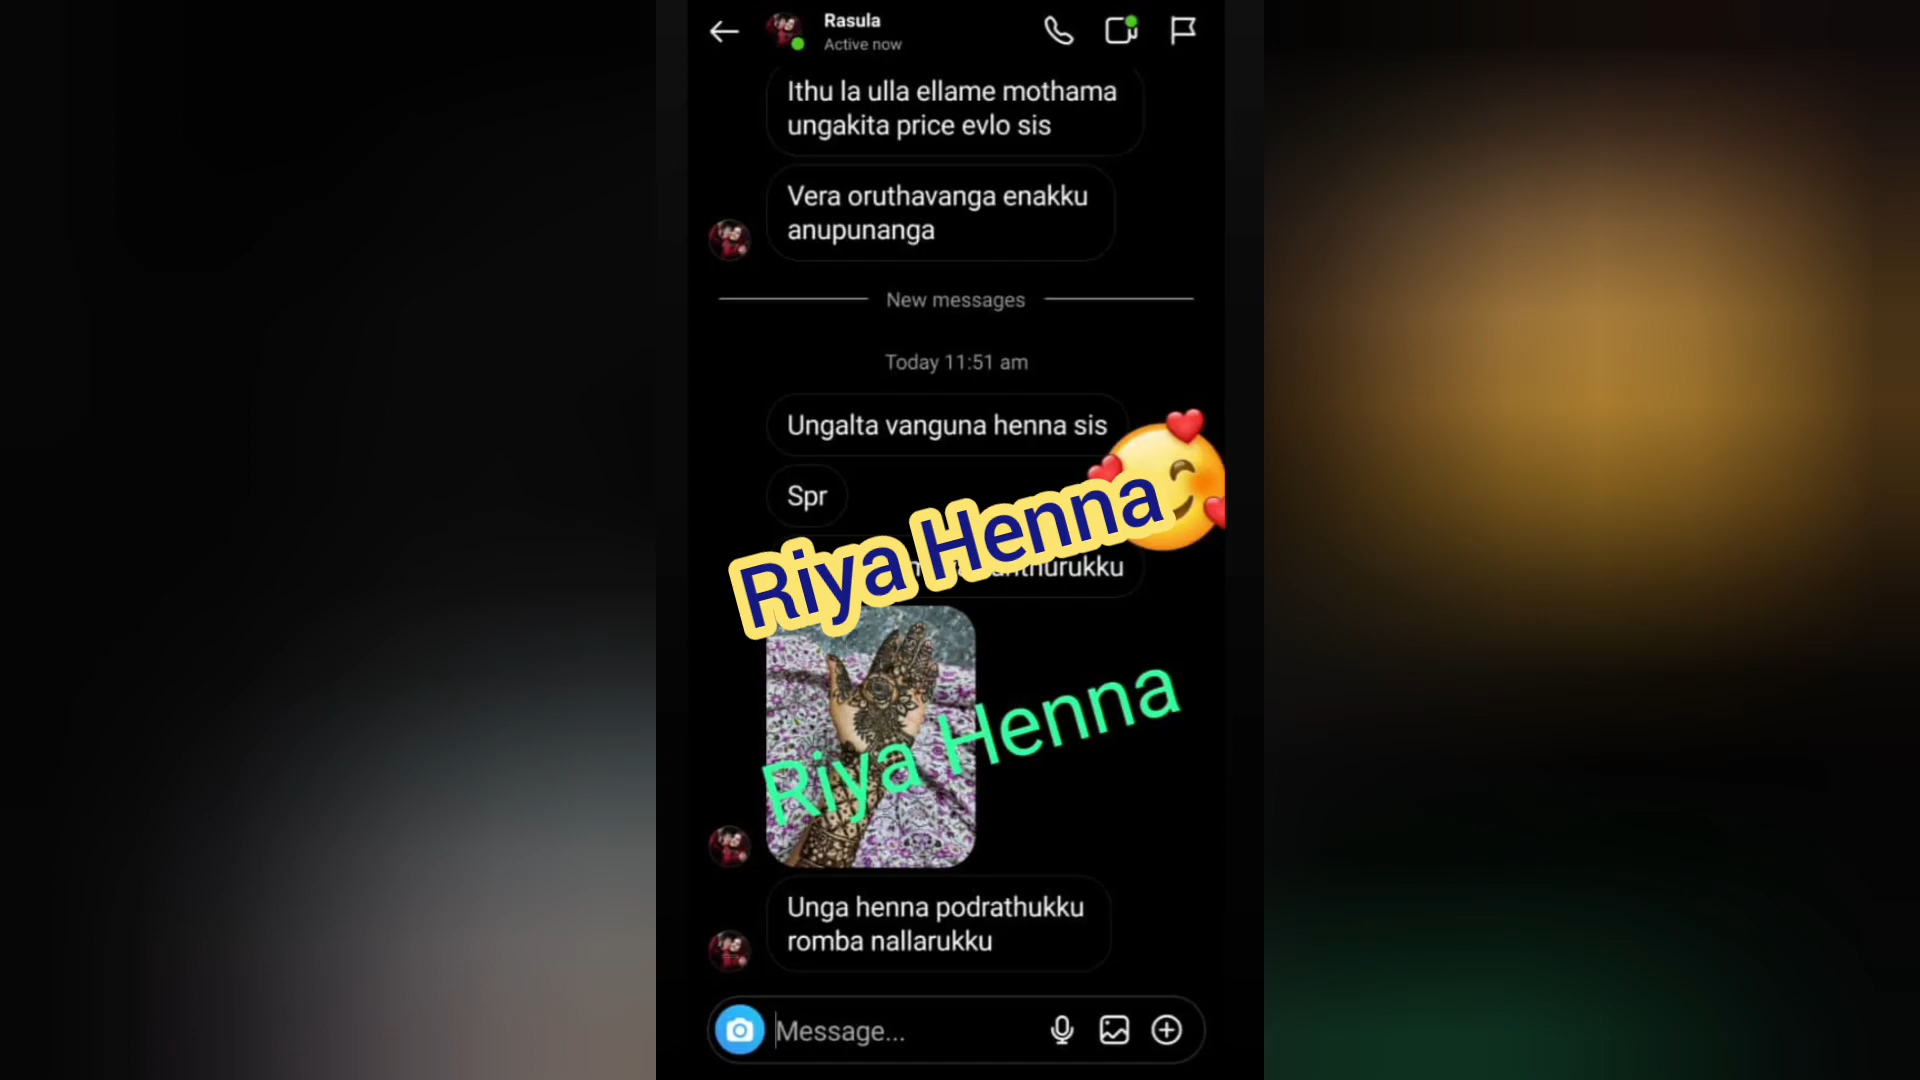 Rasula
Active now
Ithu la ulla ellame mothama
ungakita price evlo sis
Vera oruthavanga enakku
anupunanga
New messages
Today 11:51 am
Ungalta vanguna henna sis
Spr
Riya Henna
Riya Henna
Unga henna podrathukku
romba nallarukku
Message...